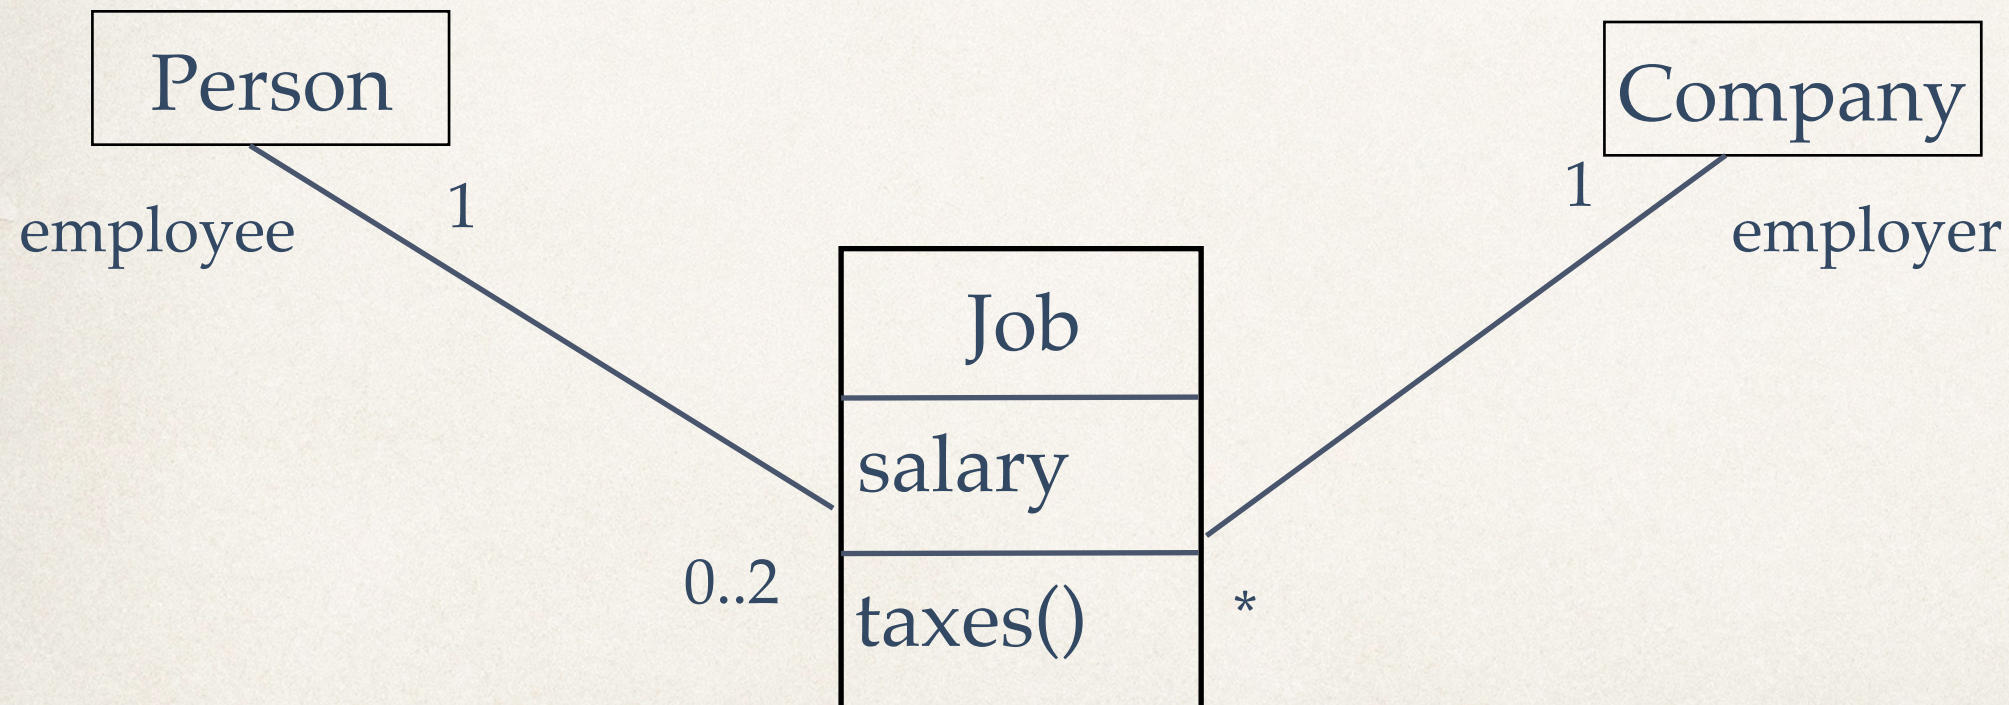 Person
Company
1
1
employee
employer
Job
salary
0..2
taxes()
*